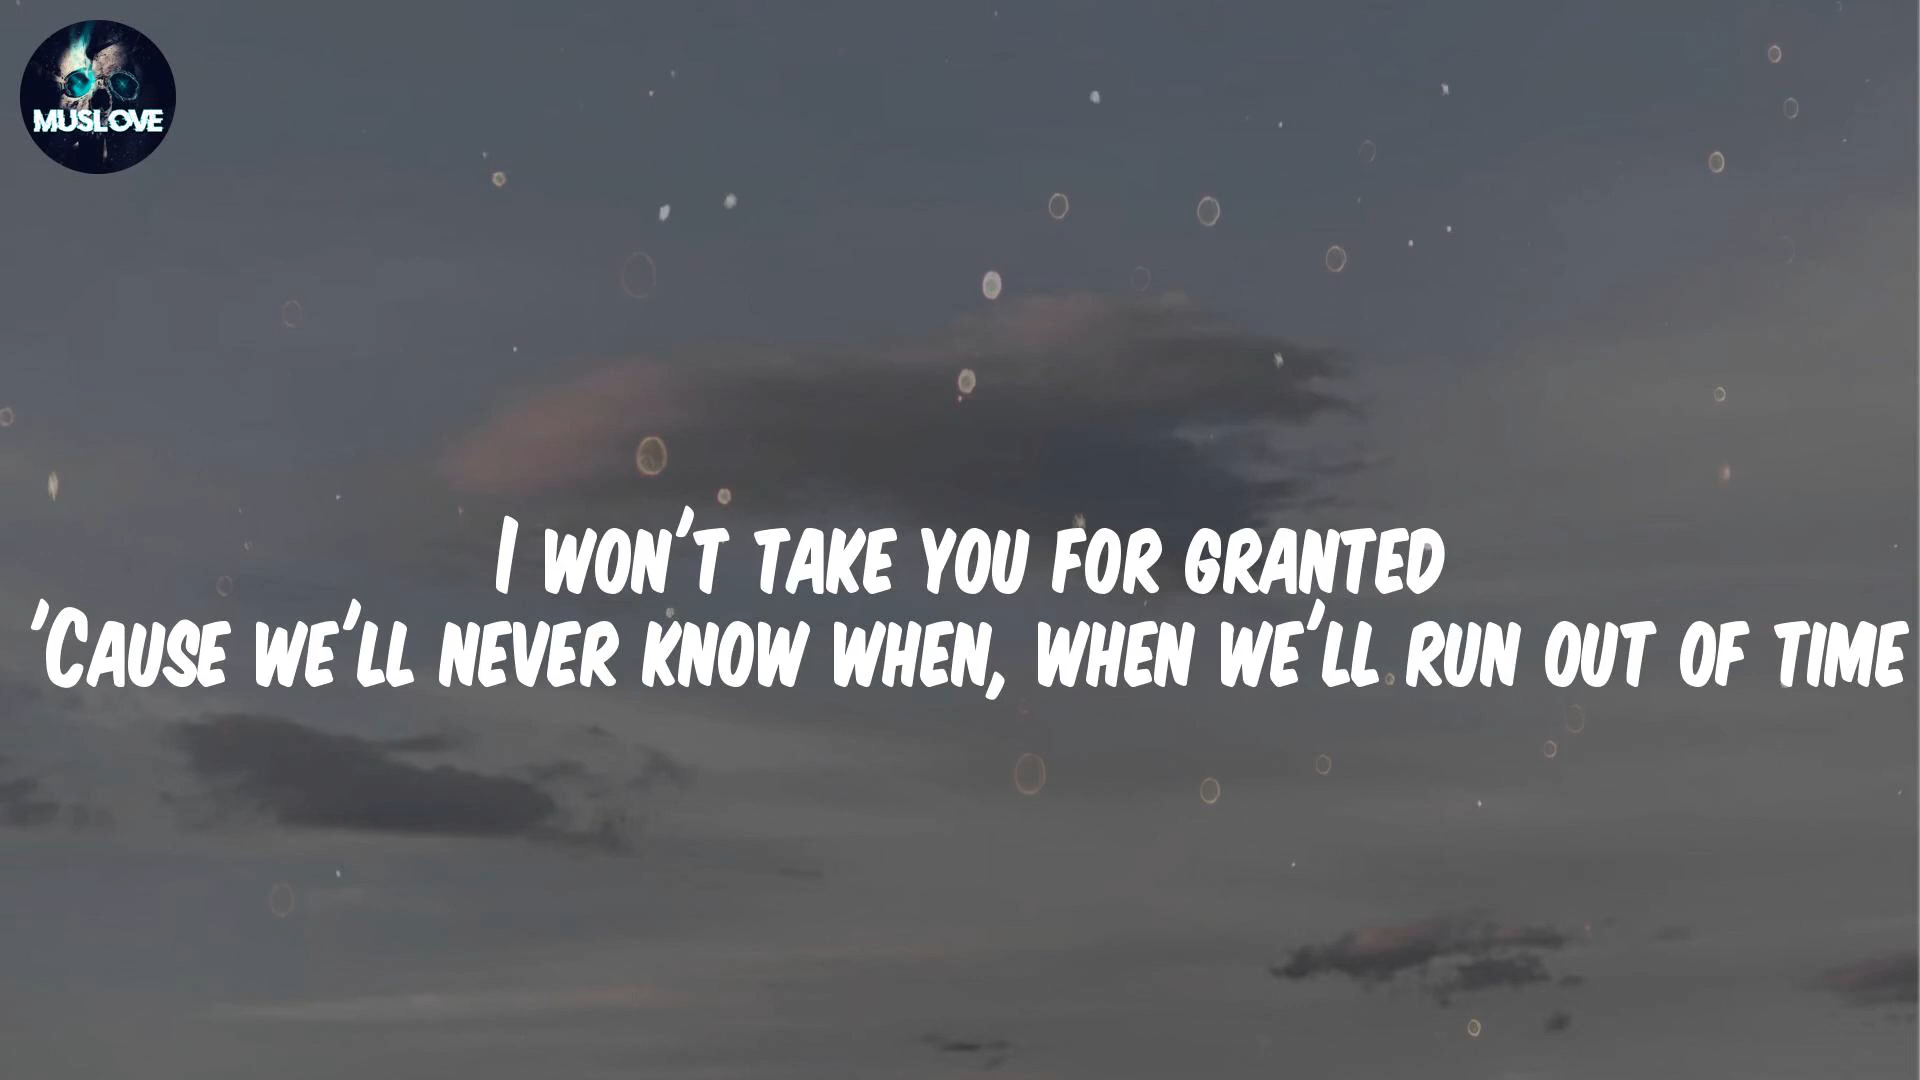 MUSLOVE
I WON'T TAKE YOU FOR GRANTED
'CAUSE WE'LL NEVER KNOW WHEN, WHEN WE'LL RUN OUT OF TIME